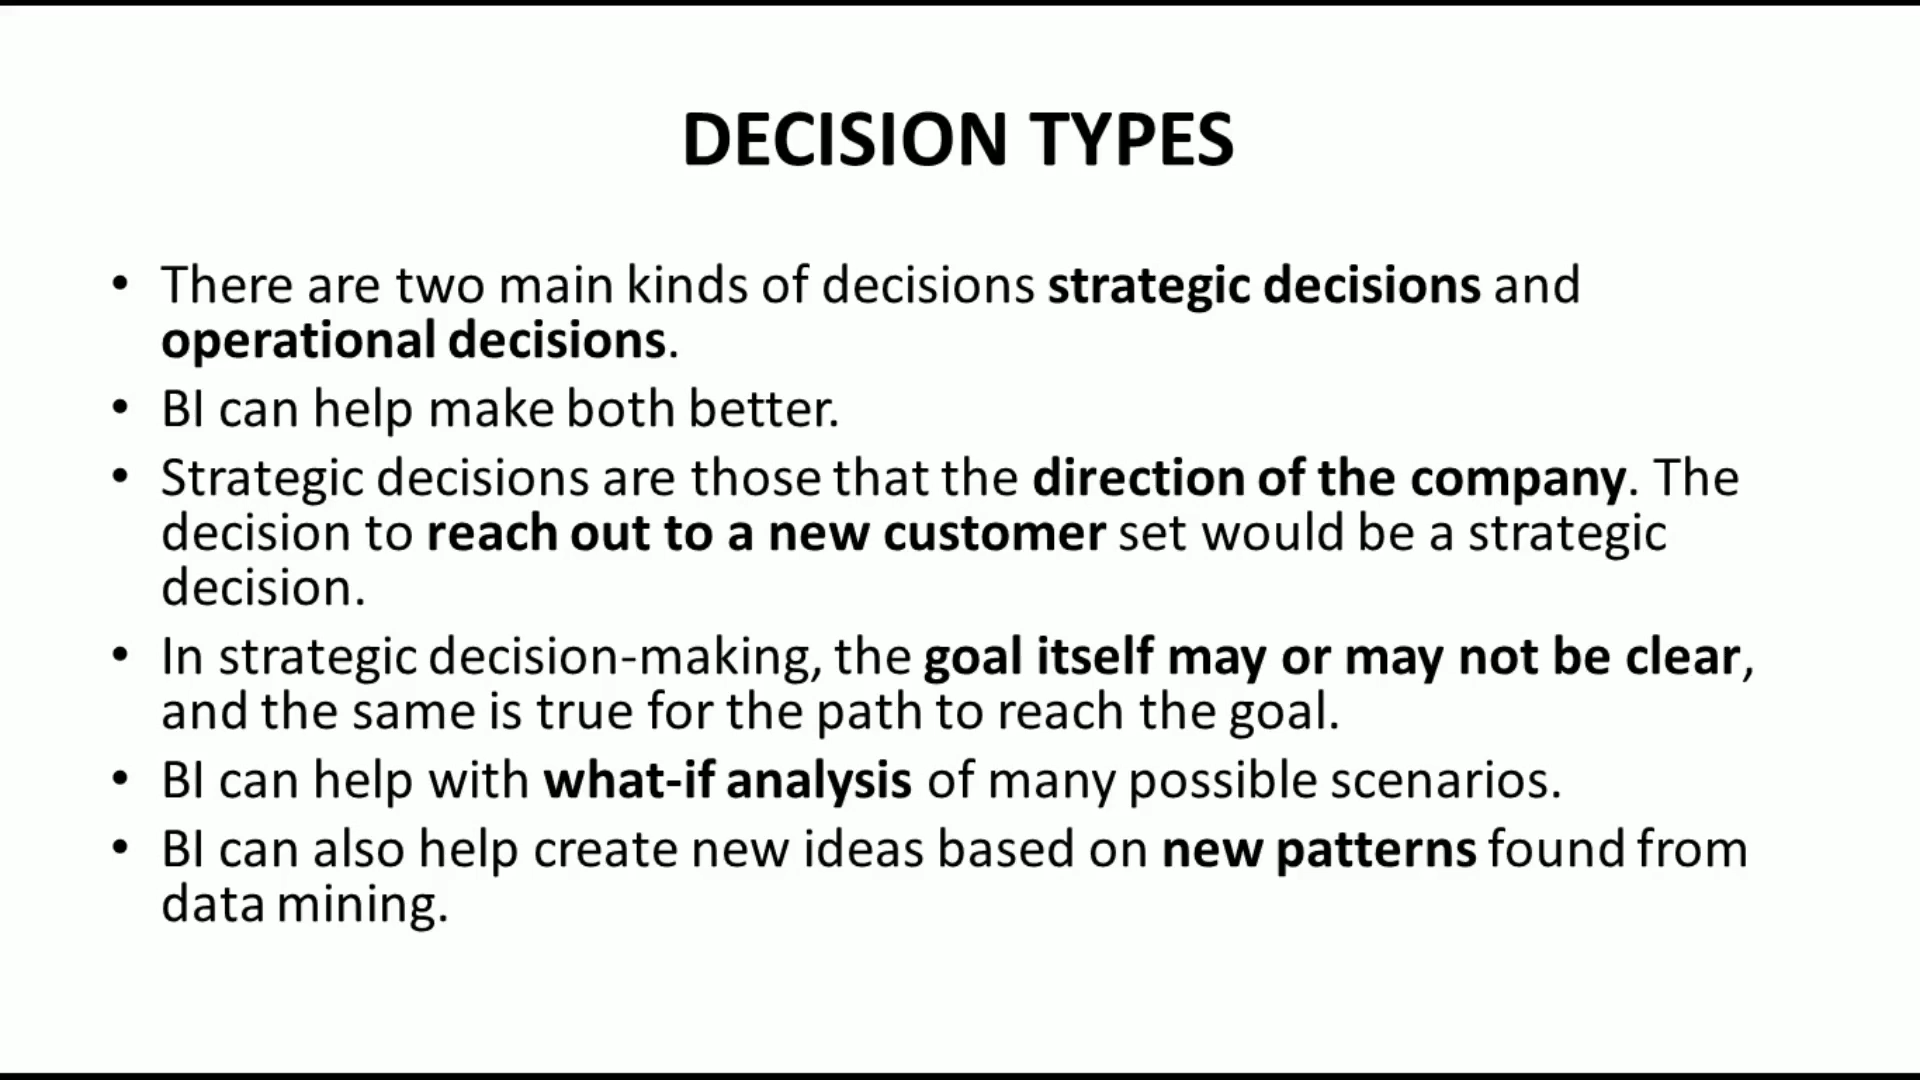 DECISION TYPES
• There are two main kinds of decisions strategic decisions and
operational decisions.
• BI can help make both better.
• Strategic decisions are those that the direction of the company. The
decision to reach out to a new customer set would be a strategic
decision.
• In strategic decision-making, the goal itself may or may not be clear,
and the same is true for the path to reach the goal.
• BI can help with what-if analysis of many possible scenarios.
• BI can also help create new ideas based on new patterns found from
data mining.